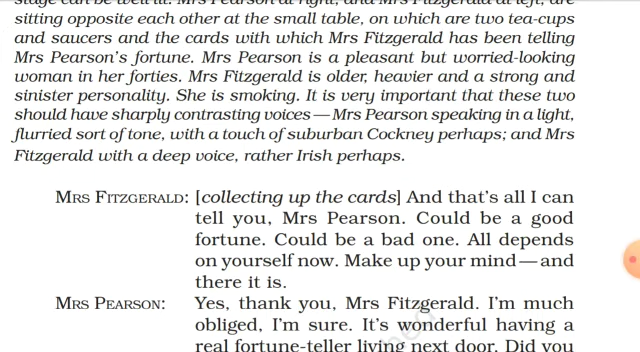 stage can be well lit. Mrs Pearson at right, and Mrs Fitzgerald at left, are
sitting opposite each other at the small table, on which are two tea-cups
and saucers and the cards with which Mrs Fitzgerald has been telling
Mrs Pearson's fortune. Mrs Pearson is a pleasant but worried-looking
woman in her forties. Mrs Fitzgerald is older, heavier and a strong and
sinister personality. She is smoking. It is very important that these two
should have sharply contrasting voices—Mrs Pearson speaking in a light,
flurried sort of tone, with a touch of suburban Cockney perhaps; and Mrs
Fitzgerald with a deep voice, rather Irish perhaps.
MRS FITZGERALD: [collecting up the cards] And that's all I can
tell you, Mrs Pearson. Could be a good
fortune. Could be a bad one. All depends
on yourself now. Make up your mind—and
there it is.
MRS PEARSON: Yes, thank you, Mrs Fitzgerald. I'm much
obliged, I'm sure. It's wonderful having a
real fortune-teller living next door. Did you